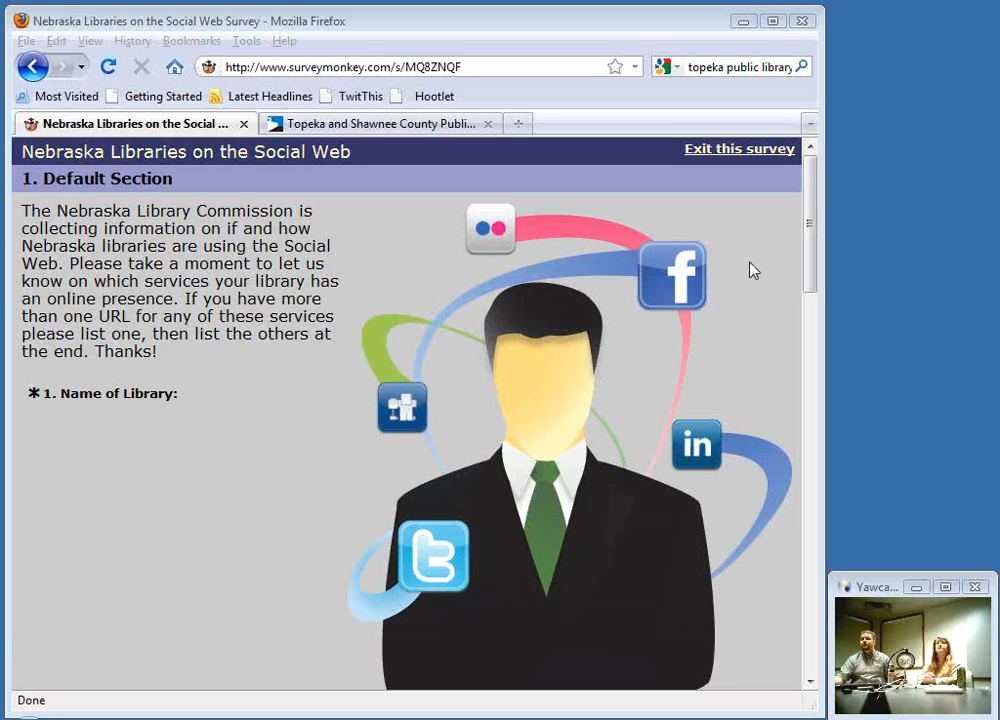 Nebraska Libraries on the Social Web Survey - Mozilla Firefox
File Edit View History Bookmarks Tools Help
http://www.surveymonkey.com/s/MQ8ZNQF
topeka public library
Most Visited Getting Started Latest Headlines TwitThis Hootlet
Nebraska Libraries on the Social ...
Topeka and Shawnee County Publi...
Nebraska Libraries on the Social Web
Exit this survey
1. Default Section
The Nebraska Library Commission is
collecting information on if and how
Nebraska libraries are using the Social
Web. Please take a moment to let us
know on which services your library has
an online presence. If you have more
than one URL for any of these services
please list one, then list the others at
the end. Thanks!
* 1. Name of Library:
f
in
t
Yawca...
Done